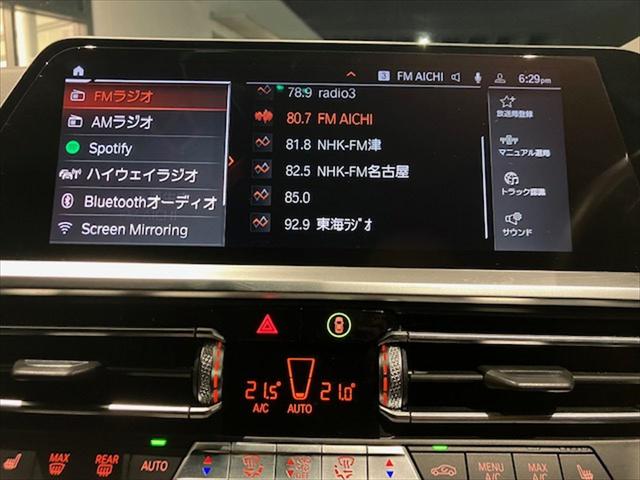 3 FM AICHI 6:29pm
FMラジオ
AMラジオ
Spotify
ハイウェイラジオ
Bluetoothオーディオ
Screen Mirroring
78.9 radio3
80.7 FM AICHI
81.8 NHK-FM津
82.5 NHK-FM名古屋
85.0
92.9 東海ﾗｼﾞｵ
放送局登録
マニュアル選局
トラック認識
サウンド
21.5° 21.0°
A/C AUTO
MAX REAR AUTO MENU A/C MAX A/C